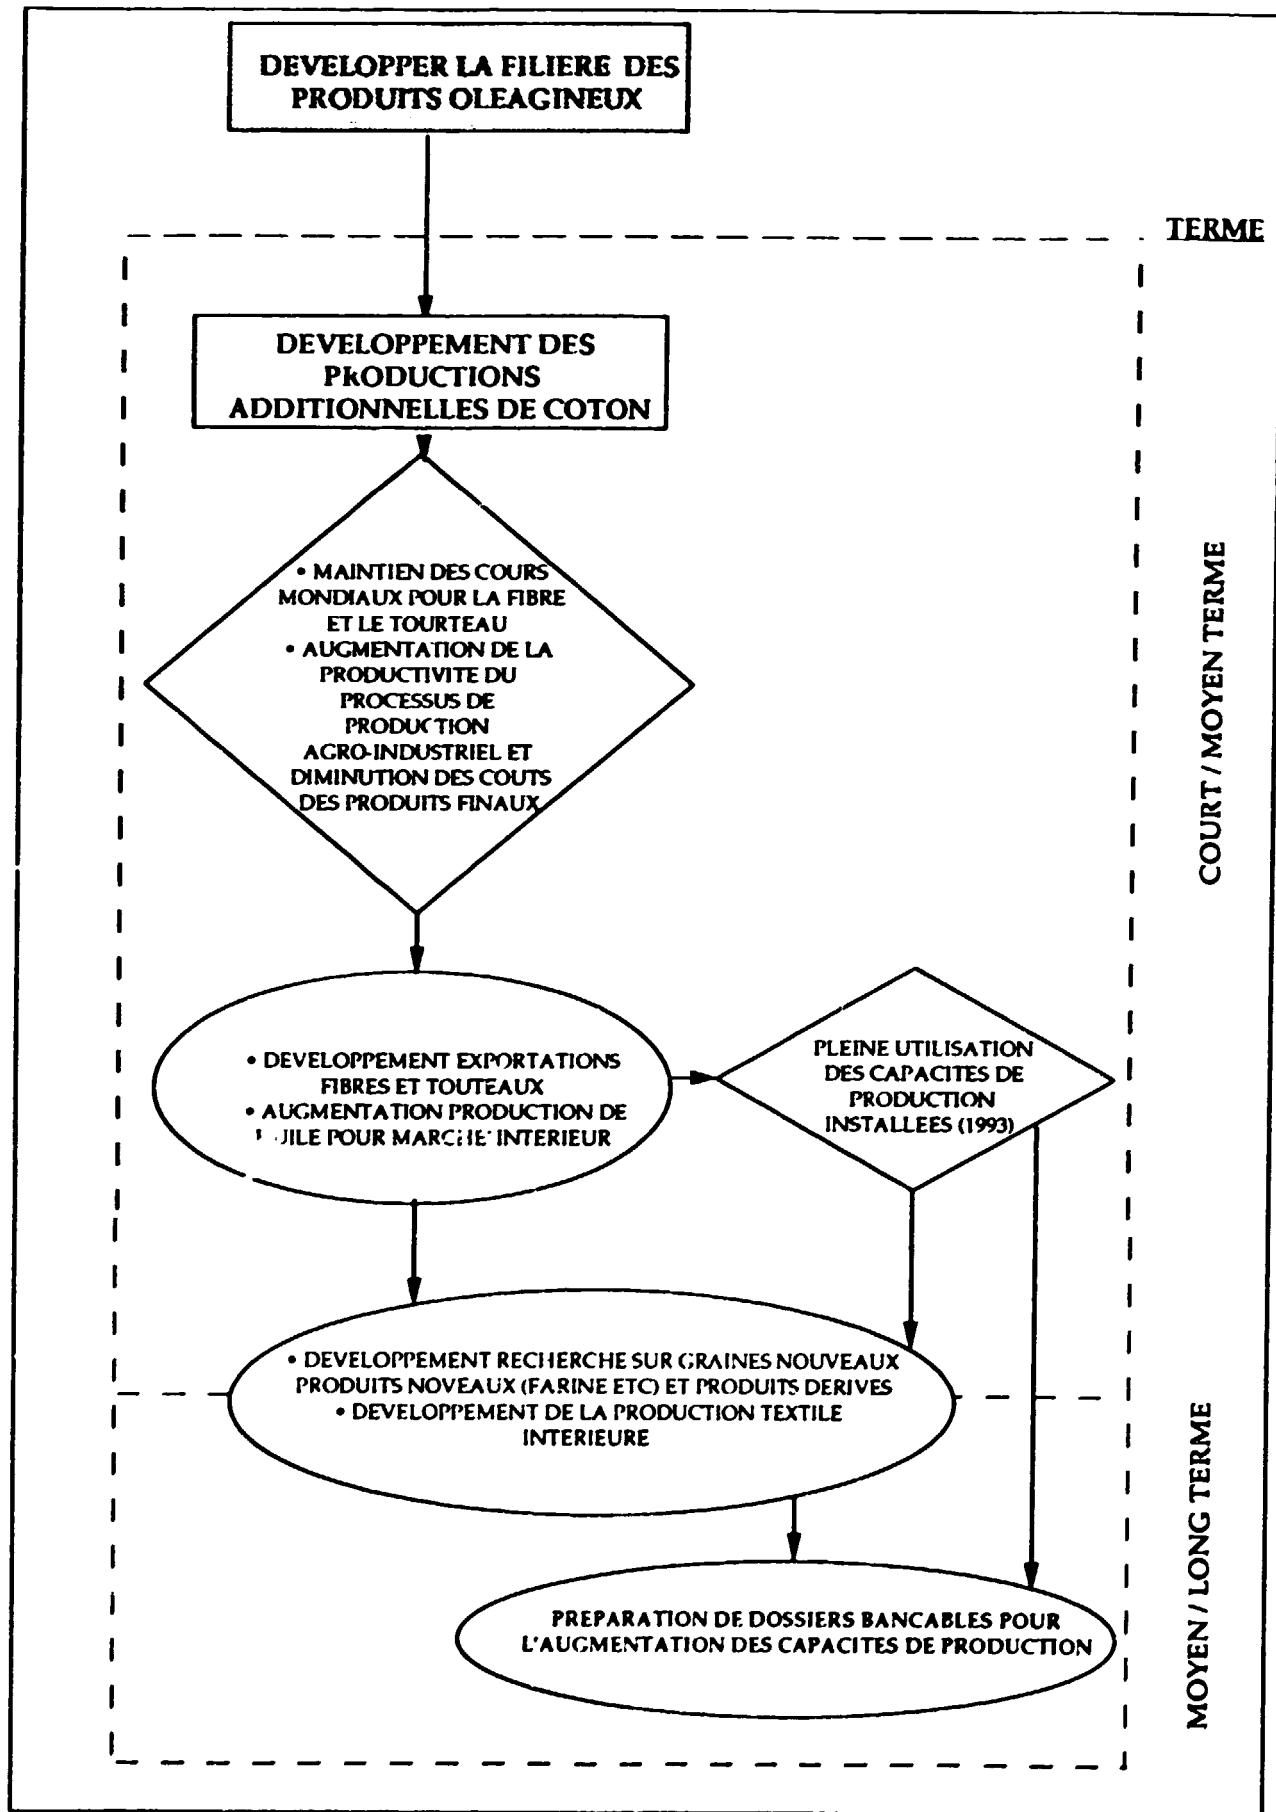 DEVELOPPER LA FILIERE DES
PRODUITS OLEAGINEUX
TERME
DEVELOPPEMENT DES
PRODUCTIONS
ADDITIONNELLES DE COTON
• MAINTIEN DES COURS
MONDIAUX POUR LA FIBRE
ET LE TOURTEAU
• AUGMENTATION DE LA
PRODUCTIVITE DU
PROCESSUS DE
PRODUCTION
AGRO-INDUSTRIEL ET
DIMINUTION DES COUTS
DES PRODUITS FINAUX
COURT / MOYEN TERME
• DEVELOPPEMENT EXPORTATIONS
FIBRES ET TOUTEAUX
• AUGMENTATION PRODUCTION DE
POUR MARCHE INTERIEUR
PLEINE UTILISATION
DES CAPACITES DE
PRODUCTION
INSTALLEES (1993)
• DEVELOPPEMENT RECHERCHE SUR GRAINES NOUVEAUX
PRODUITS NOVEAUX (FARINE ETC) ET PRODUITS DERIVES
• DEVELOPPEMENT DE LA PRODUCTION TEXTILE
INTERIEURE
MOYEN / LONG TERME
PREPARATION DE DOSSIERS BANCABLES POUR
L'AUGMENTATION DES CAPACITES DE PRODUCTION